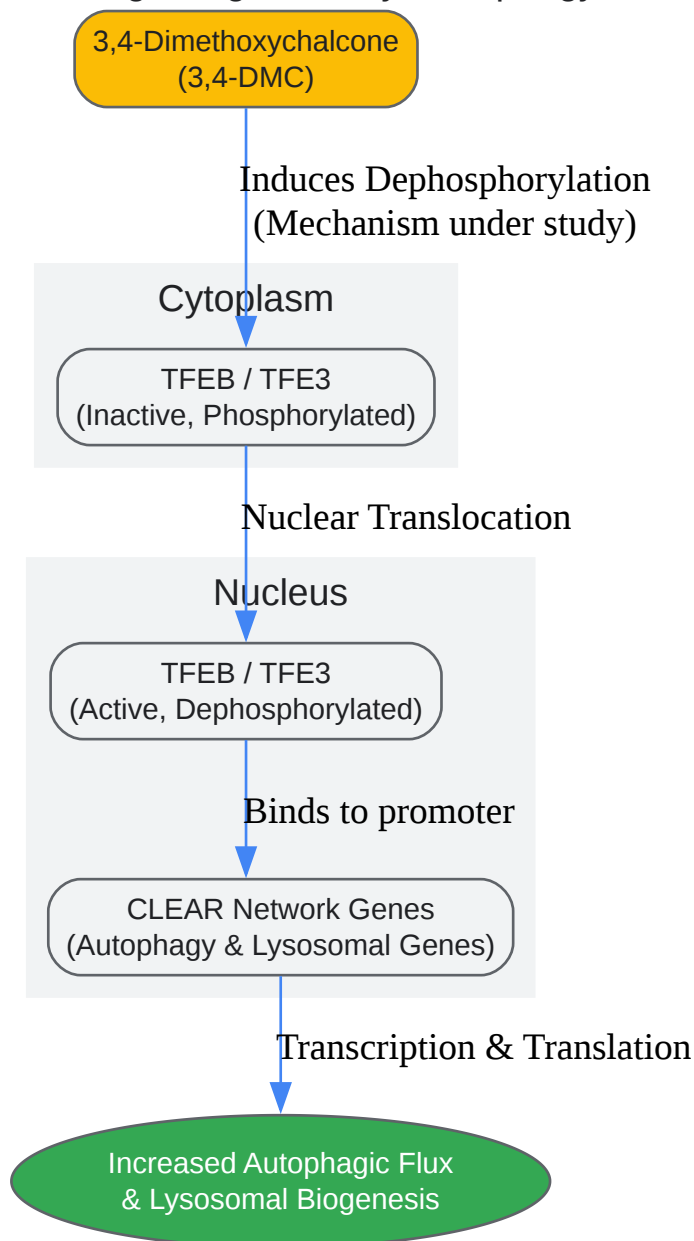 3,4-Dimethoxychalcone
(3,4-DMC)
Induces Dephosphorylation
(Mechanism under study)
Cytoplasm
TFEB / TFE3
(Inactive, Phosphorylated)
Nuclear Translocation
Nucleus
TFEB / TFE3
(Active, Dephosphorylated)
Binds to promoter
CLEAR Network Genes
(Autophagy & Lysosomal Genes)
Transcription & Translation
Increased Autophagic Flux
& Lysosomal Biogenesis